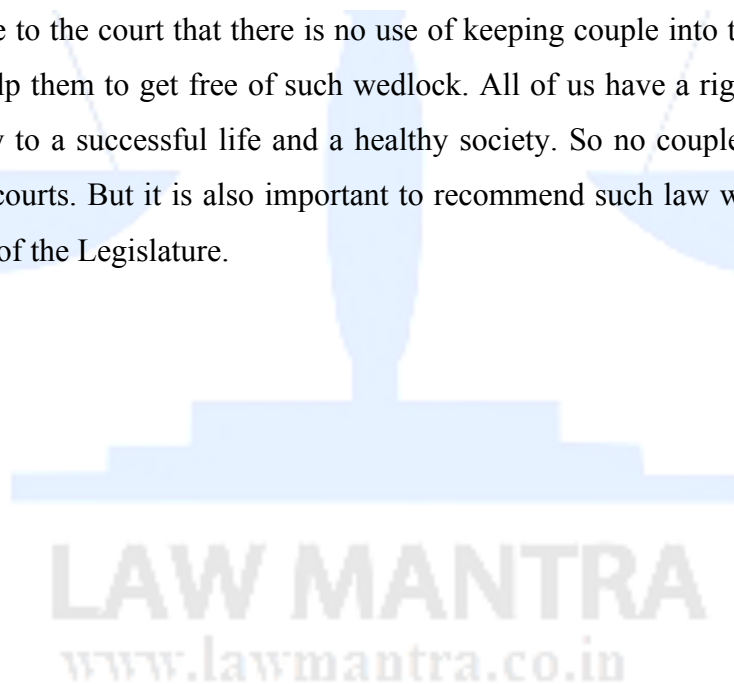 e to the court that there is no use of keeping couple into t
lp them to get free of such wedlock. All of us have a rig
y to a successful life and a healthy society. So no couple
courts. But it is also important to recommend such law w
of the Legislature.
LAW MANTRA
www.lawmantra.co.in